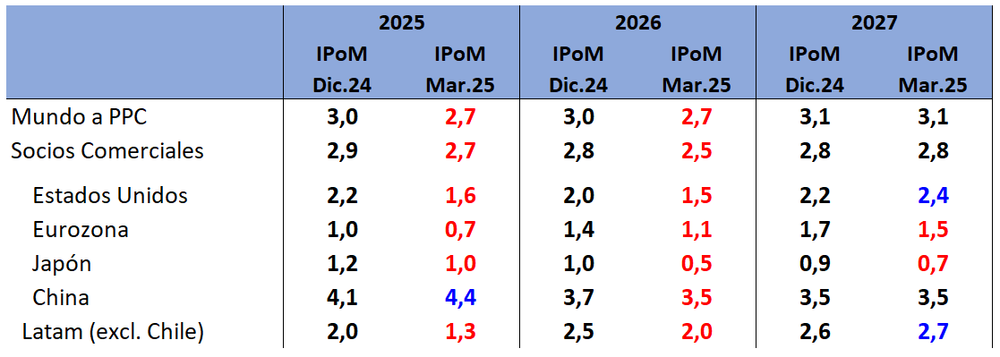 2025 2026 2027
IPoM IPoM IPoM IPoM IPoM IPoM
Dic.24 Mar.25 Dic.24 Mar.25 Dic.24 Mar.25
Mundo a PPC 3,0 2,7 3,0 2,7 3,1 3,1
Socios Comerciales 2,9 2,7 2,8 2,5 2,8 2,8
Estados Unidos 2,2 1,6 2,0 1,5 2,2 2,4
Eurozona 1,0 0,7 1,4 1,1 1,7 1,5
Japón 1,2 1,0 1,0 0,5 0,9 0,7
China 4,1 4,4 3,7 3,5 3,5 3,5
Latam (excl. Chile) 2,0 1,3 2,5 2,0 2,6 2,7